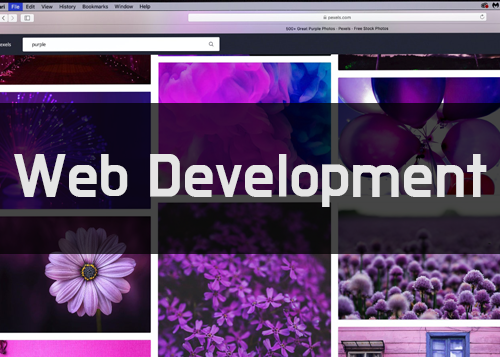 File Edit View History Bookmarks Window Help
pexels.com
500+ Great Purple Photos · Pexels · Free Stock Photos
pexels
purple
Web Development